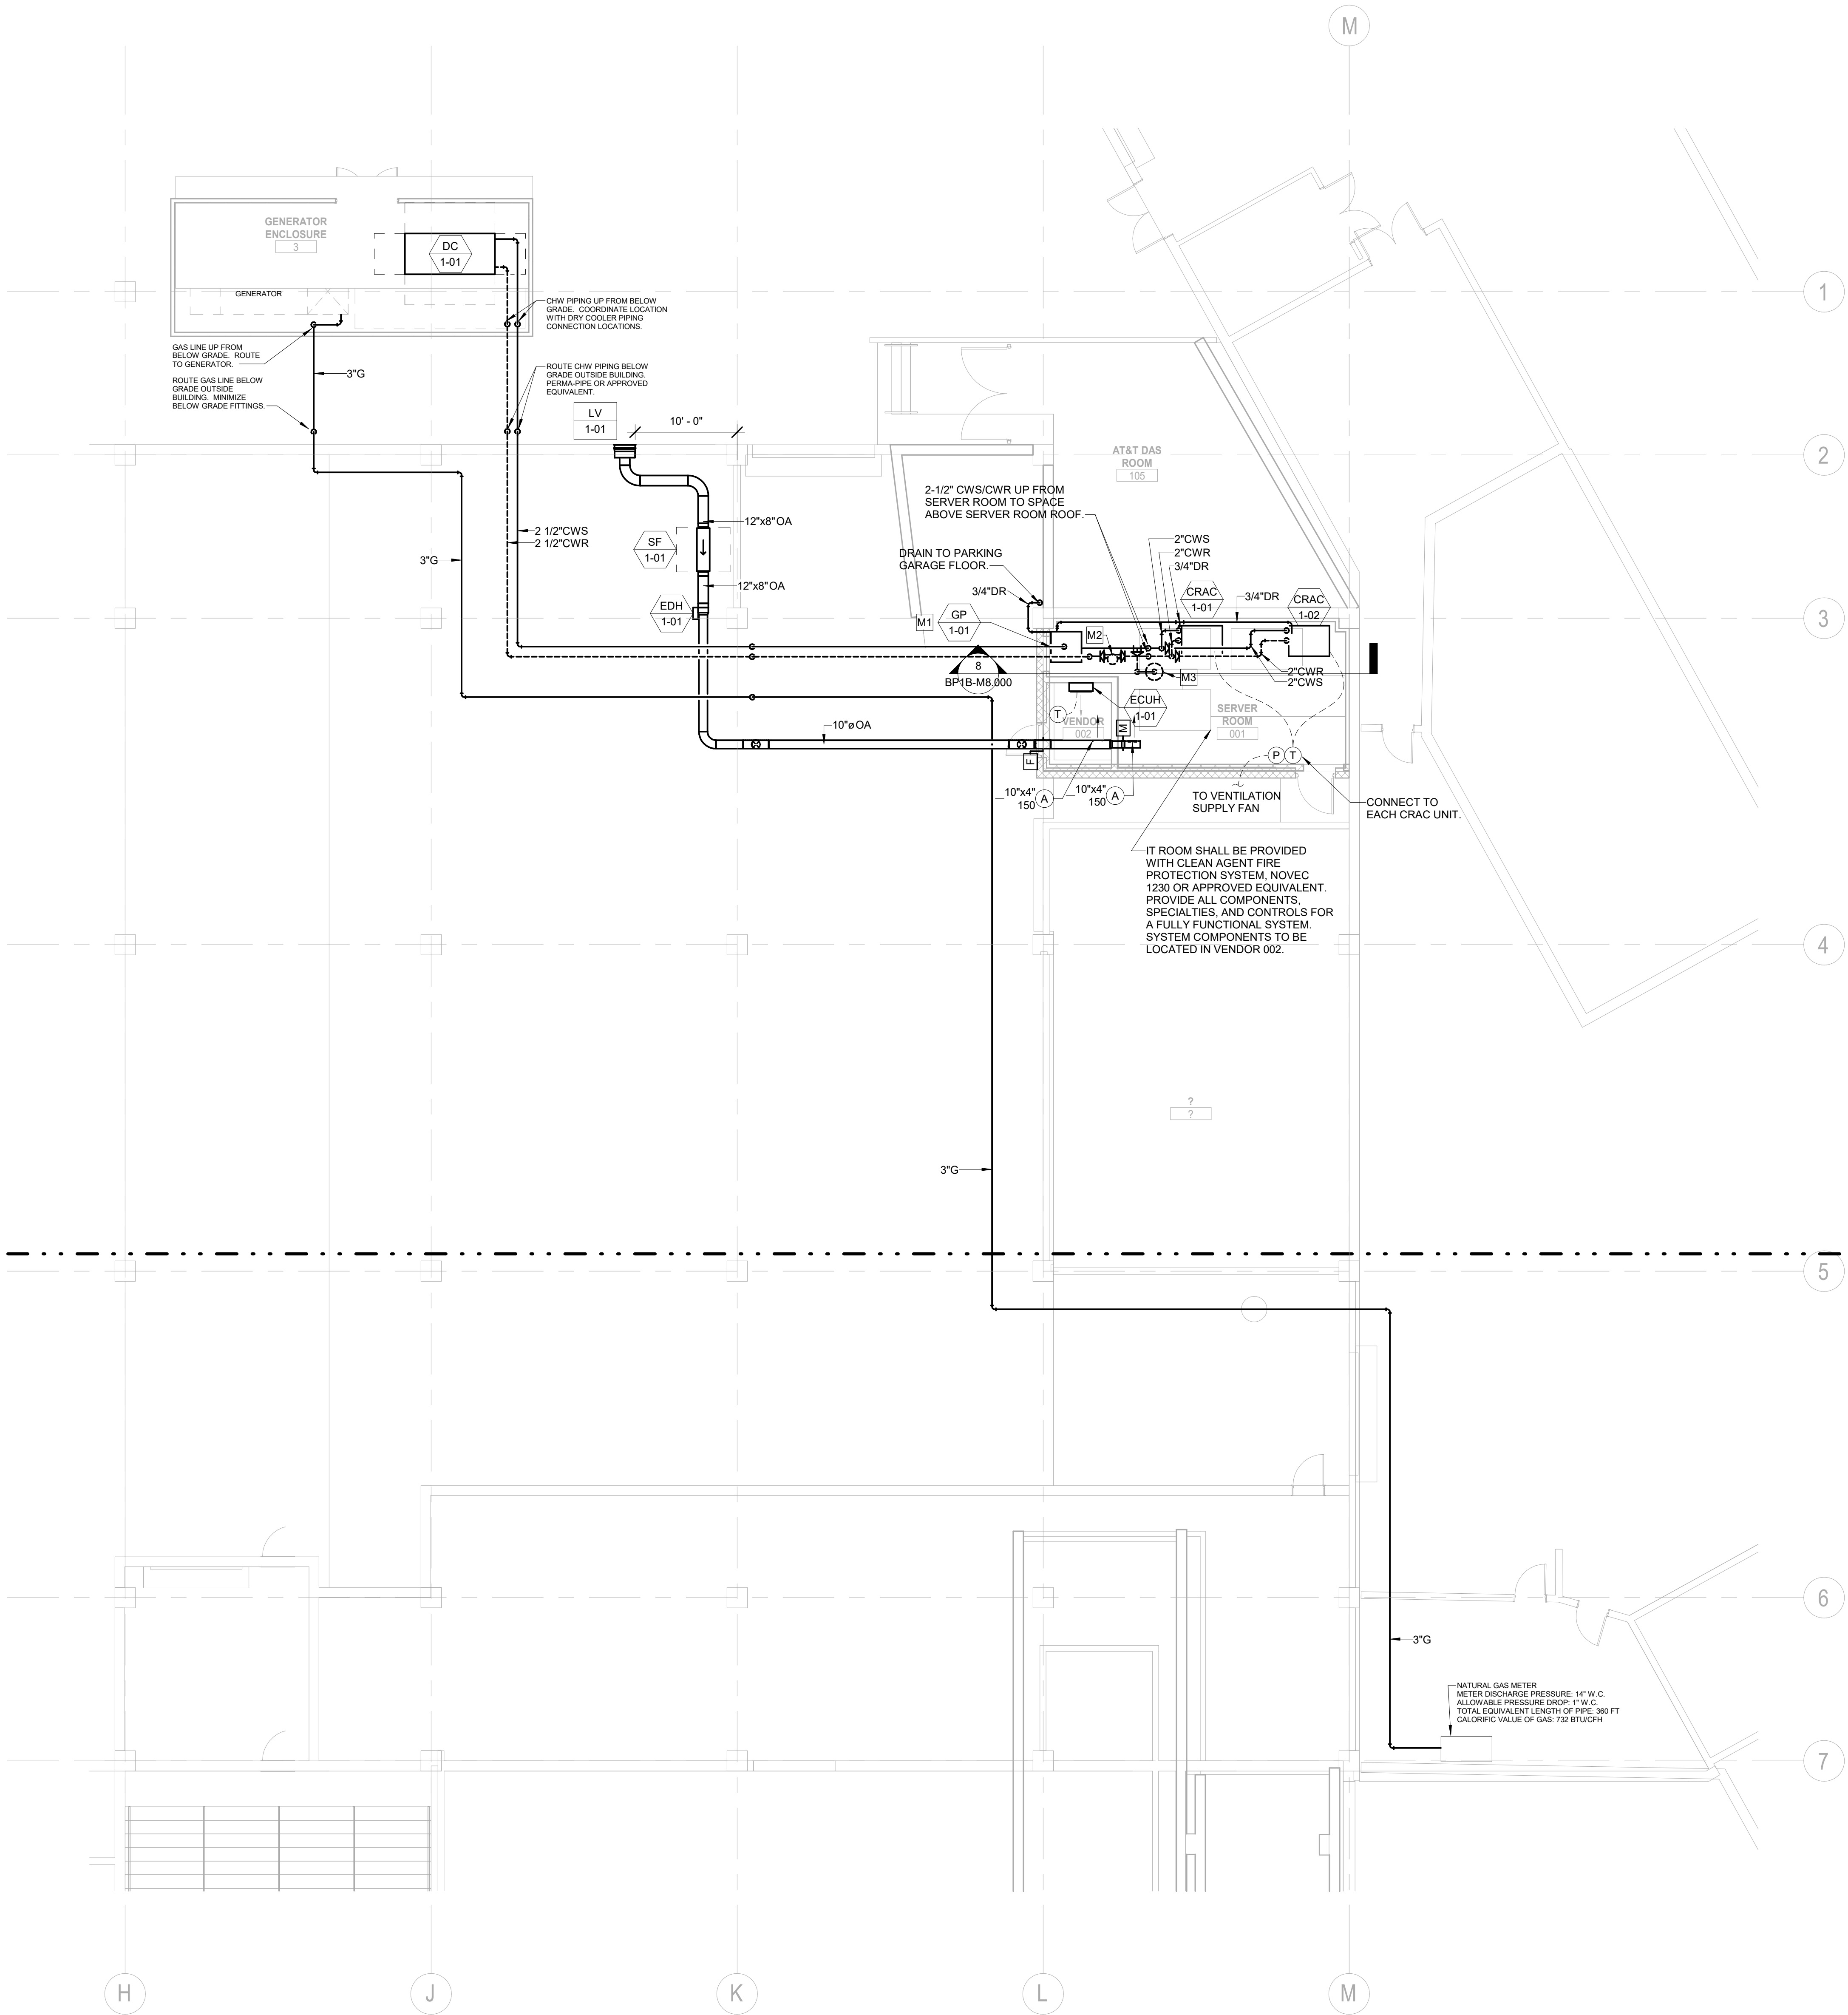 M
GENERATOR
ENCLOSURE
3
DC
1-01
GENERATOR
1
CHW PIPING UP FROM BELOW
GRADE. COORDINATE LOCATION
WITH DRY COOLER PIPING
CONNECTION LOCATIONS.
GAS LINE UP FROM
BELOW GRADE. ROUTE
TO GENERATOR.
3"G
ROUTE GAS LINE BELOW
GRADE OUTSIDE
BUILDING. MINIMIZE
BELOW GRADE FITTINGS.
ROUTE CHW PIPING BELOW
GRADE OUTSIDE BUILDING.
PERMA-PIPE OR APPROVED
EQUIVALENT.
LV
1-01
10' - 0"
2
AT&T DAS
ROOM
105
2-1/2" CWS/CWR UP FROM
SERVER ROOM TO SPACE
ABOVE SERVER ROOM ROOF.
12"x8"OA
2 1/2"CWS
2 1/2"CWR
SF
1-01
3"G
12"x8"OA
2"CWS
2"CWR
3/4"DR
DRAIN TO PARKING
GARAGE FLOOR.
3/4"DR
CRAC
1-01
3/4"DR
CRAC
1-02
EDH
1-01
M1
GP
1-01
3
M2
8
BP1B-M8.000
M3
2"CWR
2"CWS
ECUH
1-01
T
VENDOR
002
SERVER
ROOM
001
M
10"øOA
F
P
T
10"x4"
150
A
10"x4"
150
A
TO VENTILATION
SUPPLY FAN
CONNECT TO
EACH CRAC UNIT.
IT ROOM SHALL BE PROVIDED
WITH CLEAN AGENT FIRE
PROTECTION SYSTEM, NOVEC
1230 OR APPROVED EQUIVALENT.
PROVIDE ALL COMPONENTS,
SPECIALTIES, AND CONTROLS FOR
A FULLY FUNCTIONAL SYSTEM.
SYSTEM COMPONENTS TO BE
LOCATED IN VENDOR 002.
4
?
?
3"G
5
6
3"G
NATURAL GAS METER
METER DISCHARGE PRESSURE: 14" W.C.
ALLOWABLE PRESSURE DROP: 1" W.C.
TOTAL EQUIVALENT LENGTH OF PIPE: 360 FT
CALORIFIC VALUE OF GAS: 732 BTU/CFH
7
H
J
K
L
M